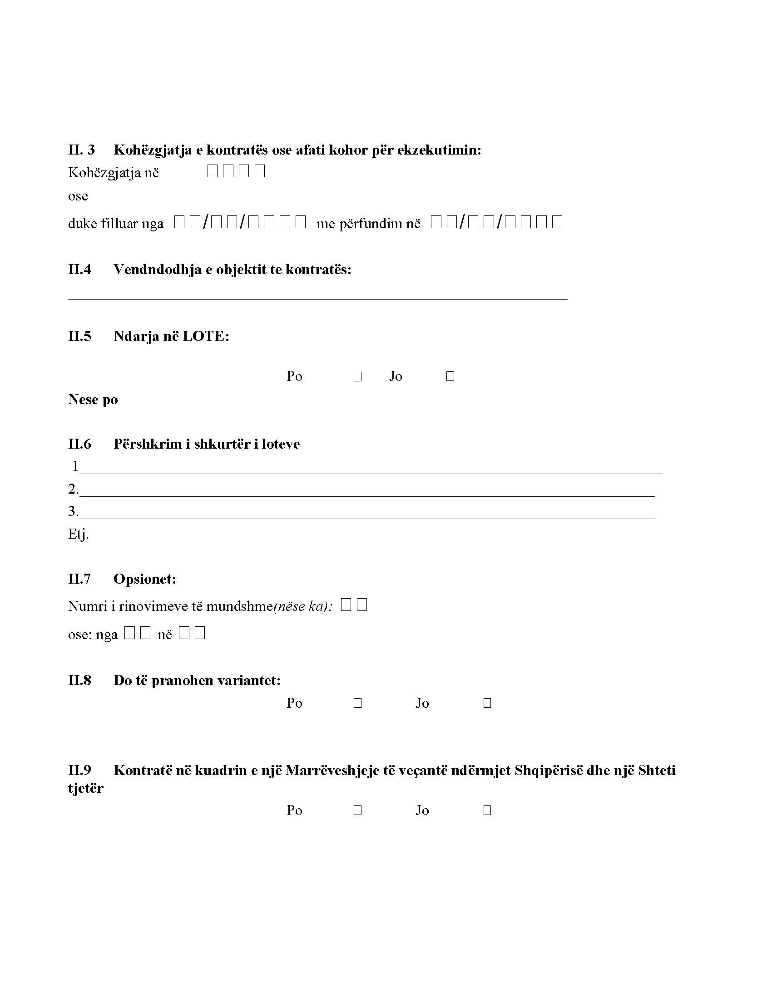 II. 3 Kohëzgjatja e kontratës ose afati kohor për ekzekutimin:
Kohëzgjatja në □□□□
ose
duke filluar nga □□/□□/□□□□ me përfundim në □□/□□/□□□□
II.4 Vendndodhja e objektit te kontratës:
____________________________________________________________________
II.5 Ndarja në LOTE:
Po □ Jo □
Nese po
II.6 Përshkrim i shkurtër i loteve
1____________________________________________________________________
2.____________________________________________________________________
3.____________________________________________________________________
Etj.
II.7 Opsionet:
Numri i rinovimeve të mundshme(nëse ka): □□
ose: nga □□ në □□
II.8 Do të pranohen variantet:
Po □ Jo □
II.9 Kontratë në kuadrin e një Marrëveshjeje të veçantë ndërmjet Shqipërisë dhe një Shteti
tjetër
Po □ Jo □